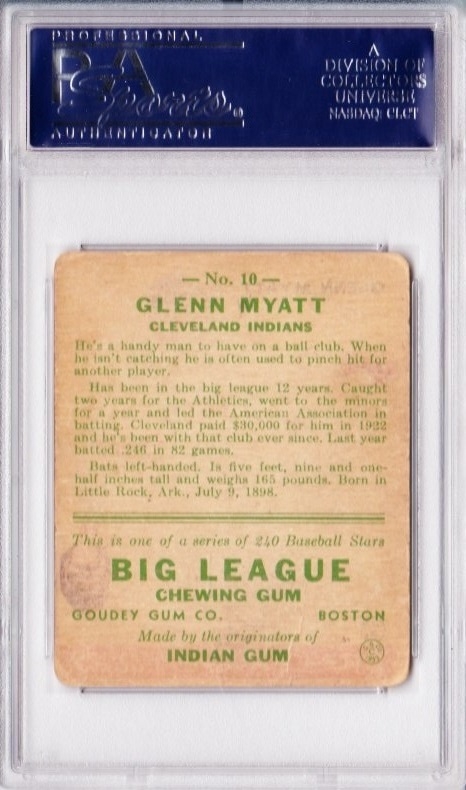 PROFESSIONAL
PSA
Sports
AUTHENTICATOR
A
DIVISION OF
COLLECTORS
UNIVERSE
NASDAQ: CLCT
— No. 10 —
GLENN MYATT
CLEVELAND INDIANS
He's a handy man to have on a ball club. When
he isn't catching he is often used to pinch hit for
another player.
Has been in the big league 12 years. Caught
two years for the Athletics, went to the minors
for a year and led the American Association in
batting. Cleveland paid $30,000 for him in 1922
and he's been with that club ever since. Last year
batted .246 in 82 games.
Bats left-handed. Is five feet, nine and one-
half inches tall and weighs 165 pounds. Born in
Little Rock, Ark., July 9, 1898.
This is one of a series of 240 Baseball Stars
BIG LEAGUE
CHEWING GUM
GOUDEY GUM CO. BOSTON
Made by the originators of
INDIAN GUM